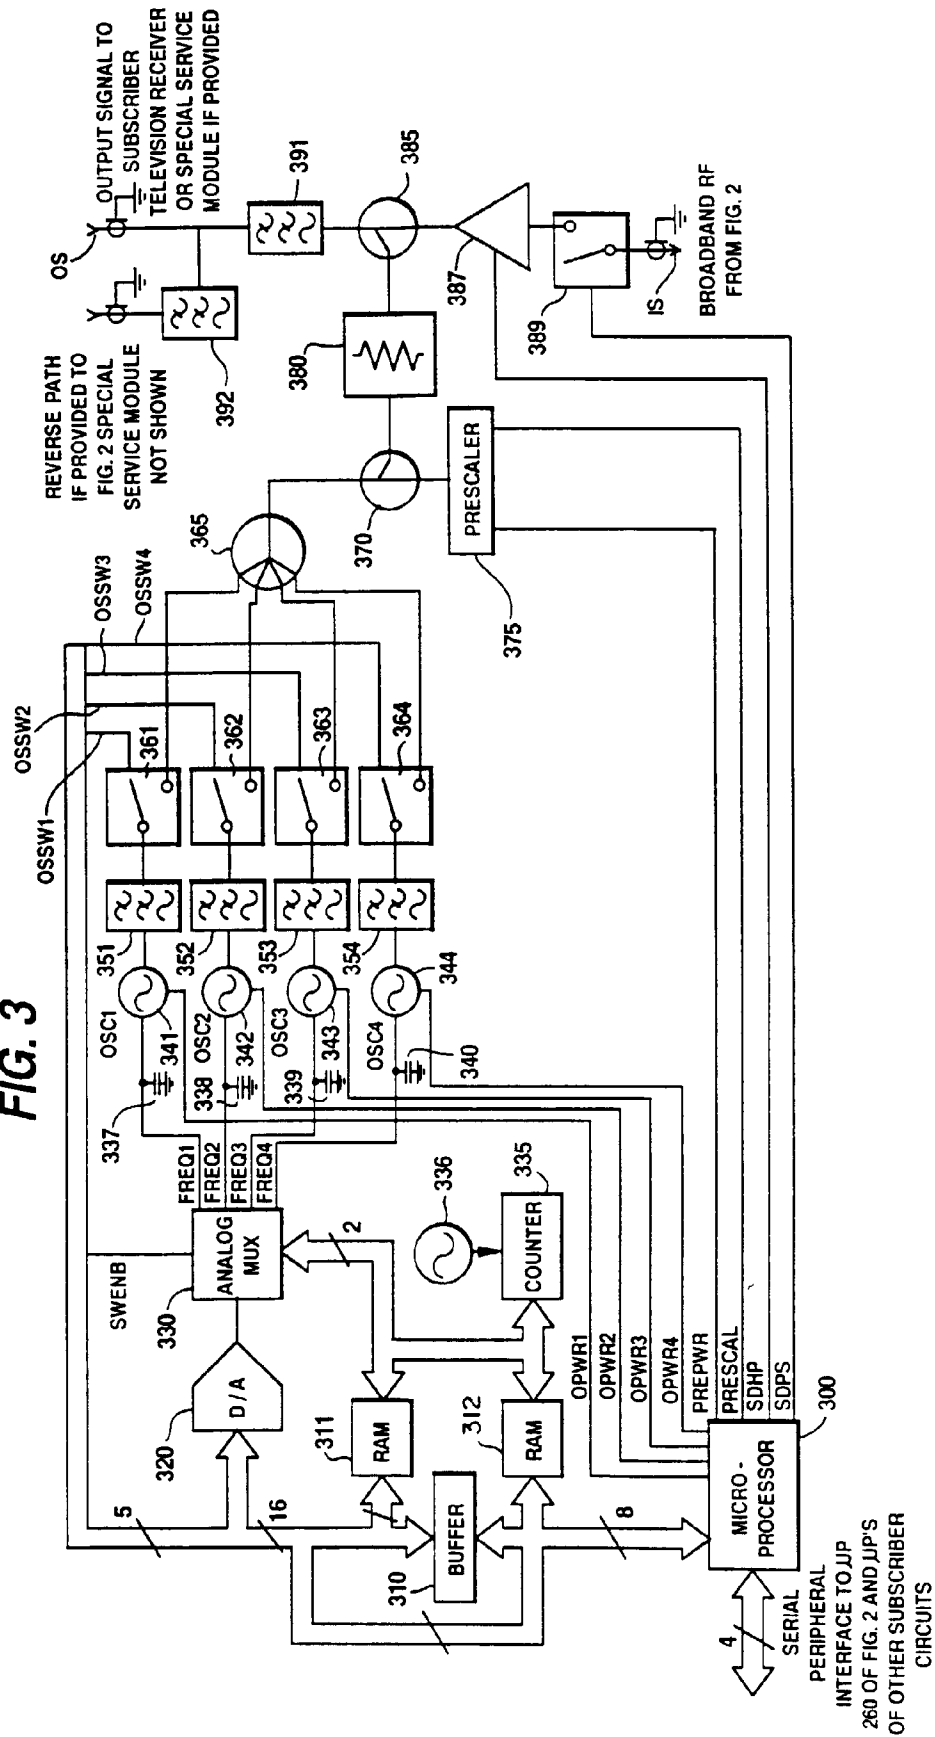 FIG. 3
OUTPUT SIGNAL TO
SUBSCRIBER
TELEVISION RECEIVER
OR SPECIAL SERVICE
MODULE IF PROVIDED
OS
REVERSE PATH
IF PROVIDED TO
FIG. 2 SPECIAL
SERVICE MODULE
NOT SHOWN
392
391
385
387
389
IS
BROADBAND RF
FROM FIG. 2
380
370
PRESCALER
375
365
OSSW1
OSSW2
OSSW3
OSSW4
361
362
363
364
351
352
353
354
OSC1
341
OSC2
342
OSC3
343
OSC4
344
337
338
339
340
FREQ1
FREQ2
FREQ3
FREQ4
SWENB
ANALOG
MUX
330
D/A
320
2
336
COUNTER
335
RAM
311
RAM
312
BUFFER
310
5
16
8
OPWR1
OPWR2
OPWR3
OPWR4
PREPWR
PRESCAL
SDHP
SDPS
MICRO-
PROCESSOR
300
4
SERIAL
PERIPHERAL
INTERFACE TO µP
260 OF FIG. 2 AND µP'S
OF OTHER SUBSCRIBER
CIRCUITS